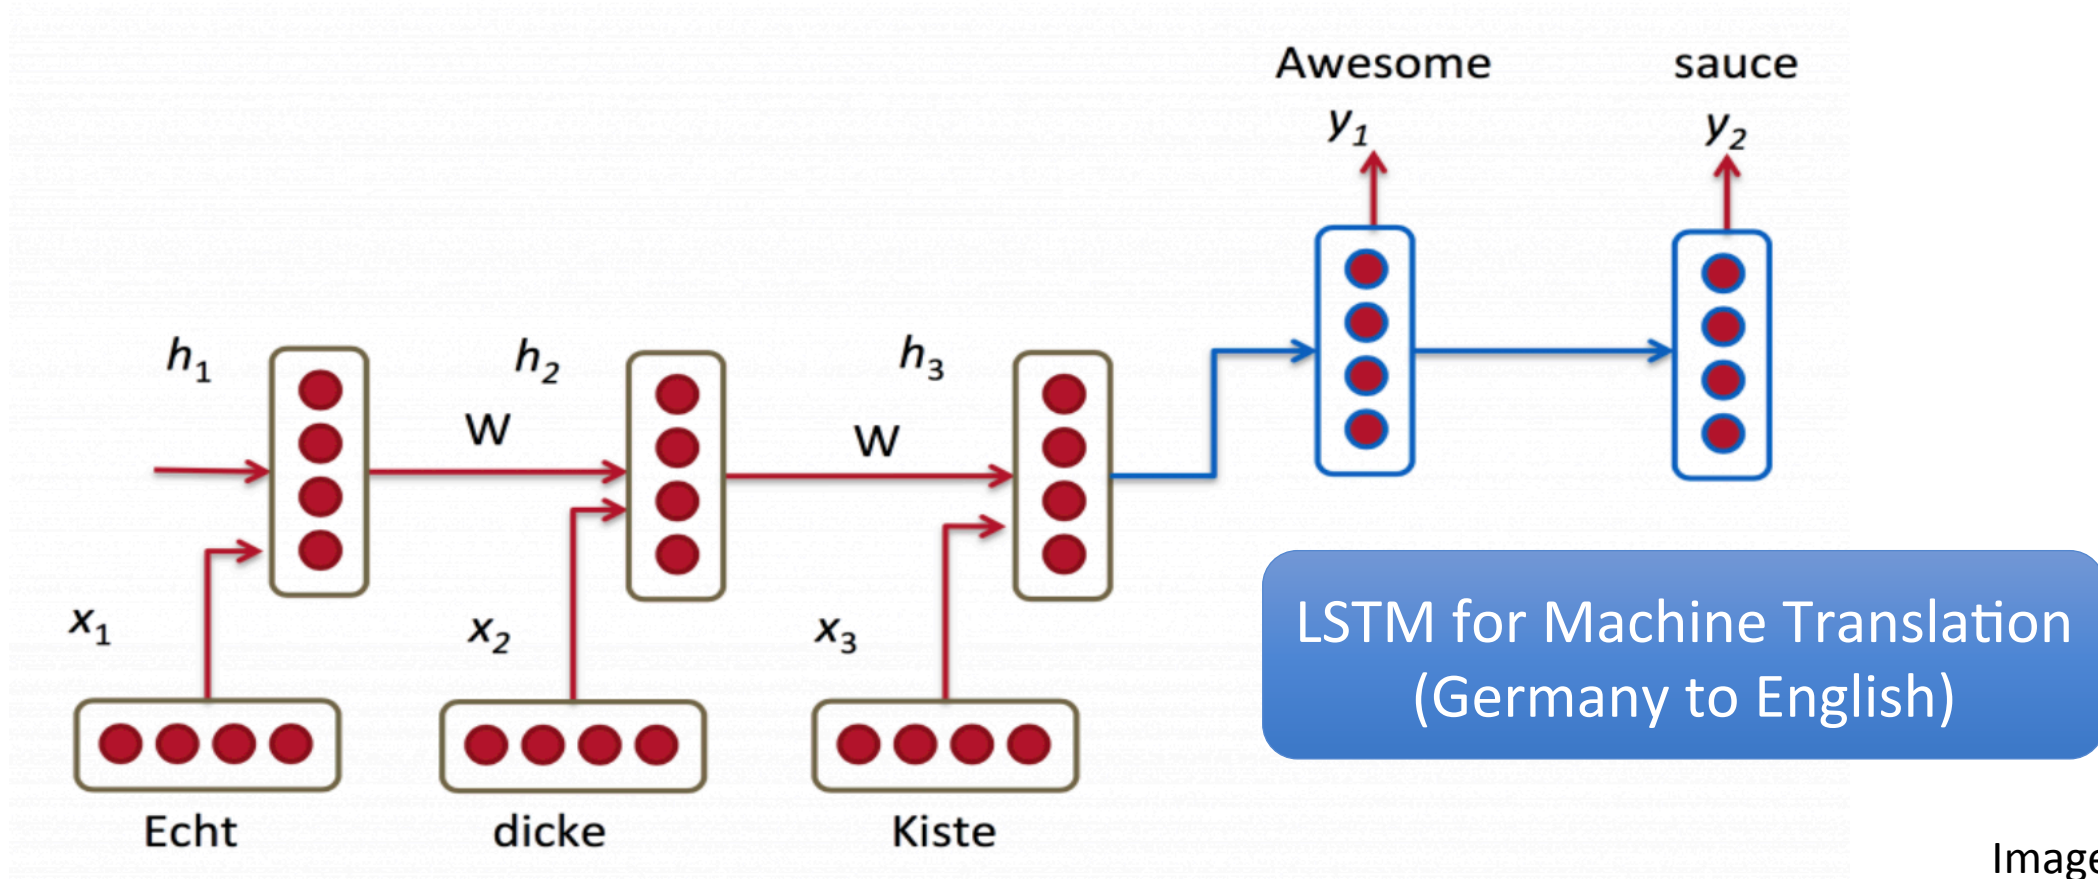 Awesome sauce
y1 y2
h1 h2 h3
W W
x1 x2 x3
LSTM for Machine Translation
(Germany to English)
Echt dicke Kiste
Image